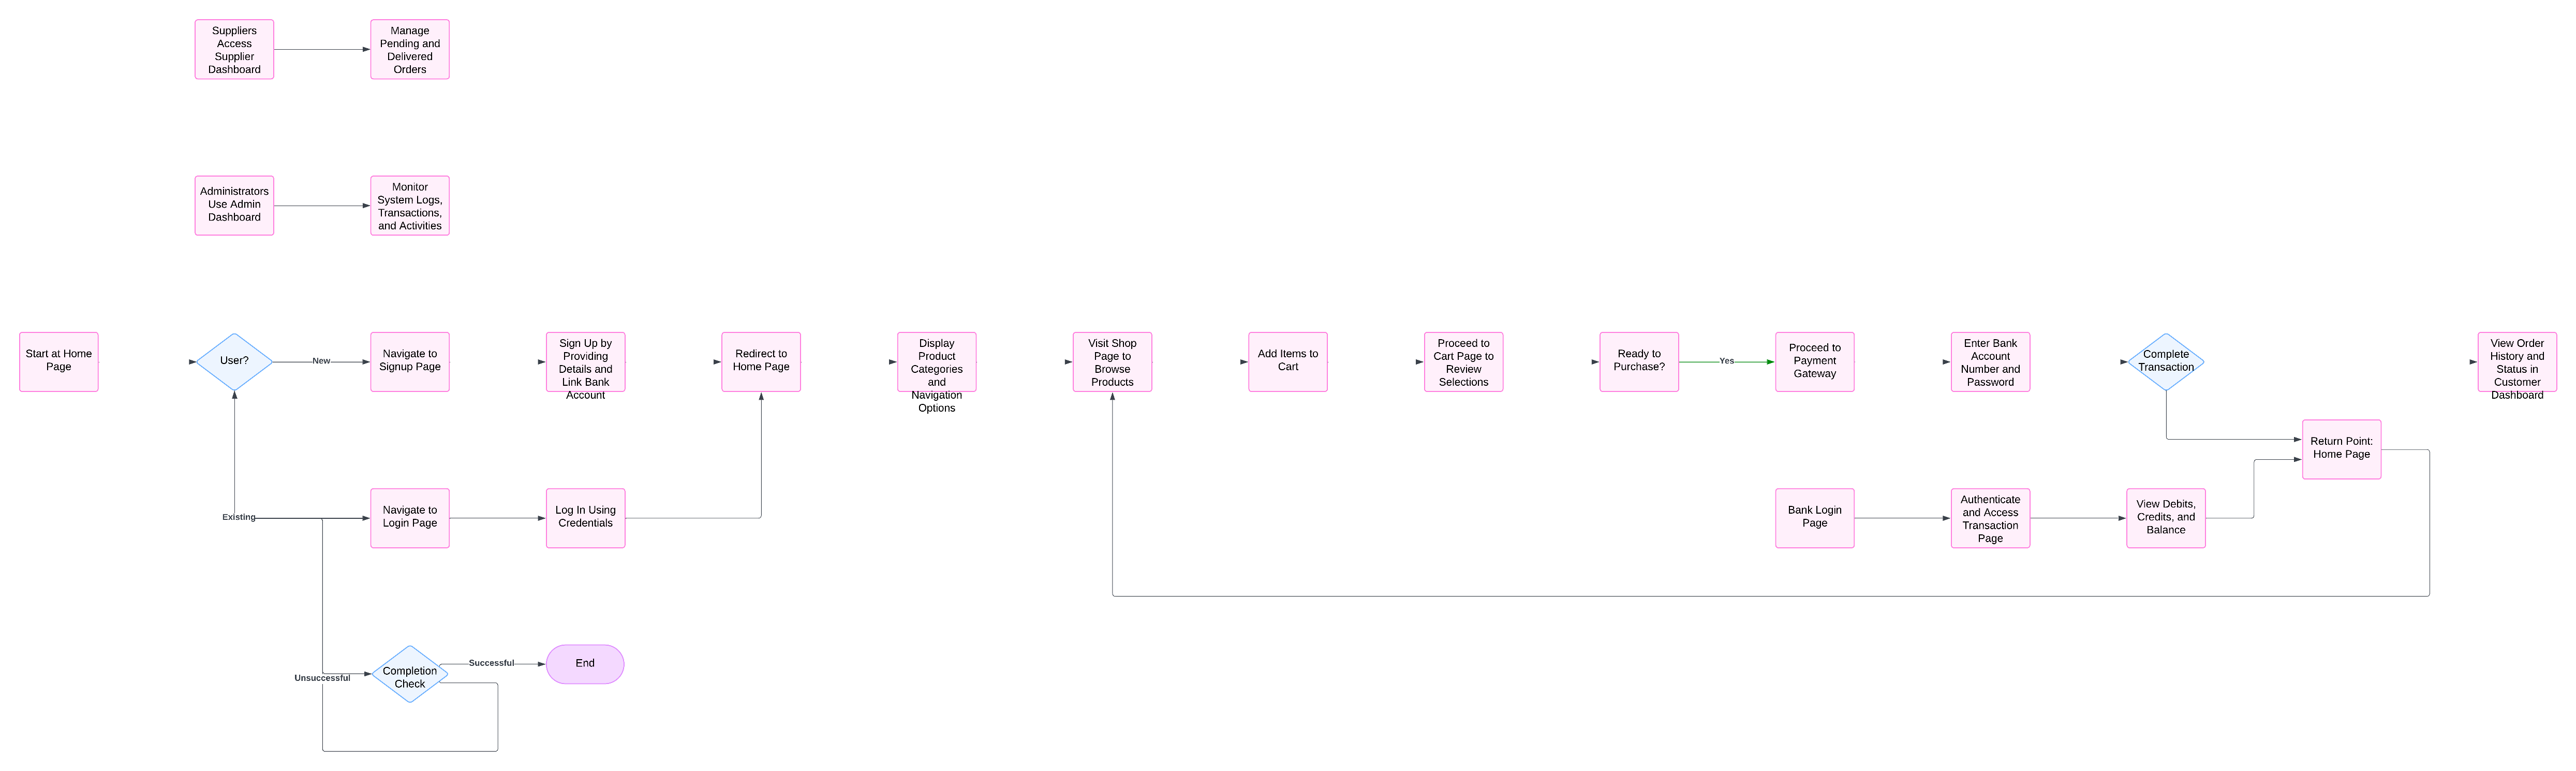 Suppliers
Access
Supplier
Dashboard
Manage
Pending and
Delivered
Orders
Administrators
Use Admin
Dashboard
Monitor
System Logs,
Transactions,
and Activities
Start at Home
Page
User?
New
Navigate to
Signup Page
Sign Up by
Providing
Details and
Link Bank
Account
Redirect to
Home Page
Display
Product
Categories
and
Navigation
Options
Visit Shop
Page to
Browse
Products
Add Items to
Cart
Proceed to
Cart Page to
Review
Selections
Ready to
Purchase?
Yes
Proceed to
Payment
Gateway
Enter Bank
Account
Number and
Password
Complete
Transaction
View Order
History and
Status in
Customer
Dashboard
Return Point:
Home Page
Existing
Navigate to
Login Page
Log In Using
Credentials
Bank Login
Page
Authenticate
and Access
Transaction
Page
View Debits,
Credits, and
Balance
Unsuccessful
Completion
Check
Successful
End